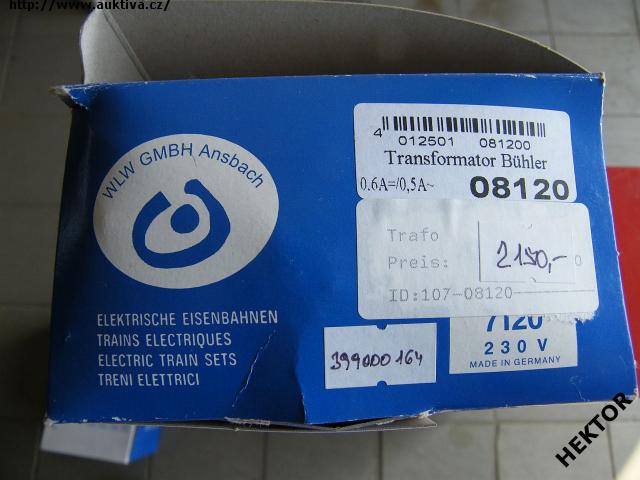 http://www.auktiva.cz/
WLW GMBH Ansbach
4 012501 081200
Transformator Bühler
0.6A=/0,5A~ 08120
Trafo
Preis: 2190,- 0
ID:107-08120
7120
230 V
MADE IN GERMANY
ELEKTRISCHE EISENBAHNEN
TRAINS ELECTRIQUES
ELECTRIC TRAIN SETS
TRENI ELETTRICI
399000164
HEKTOR